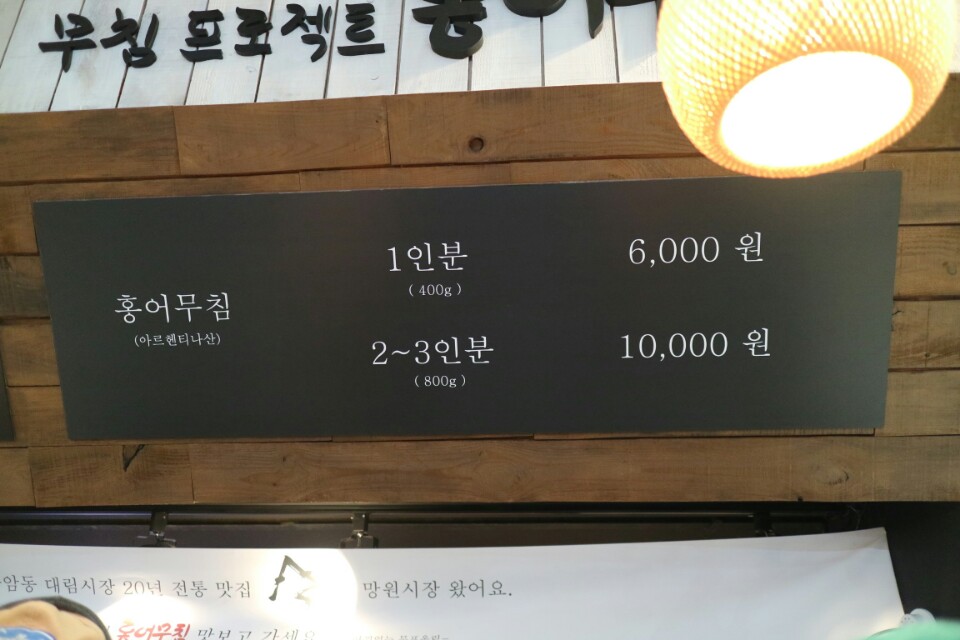 무침 프로젝트
홍어무침
(아르헨티나산)
1인분
(400g)
6,000 원
2~3인분
(800g)
10,000 원
대림시장 20년 전통 맛집
망원시장 왔어요.
홍어무침 맛보고 가세요